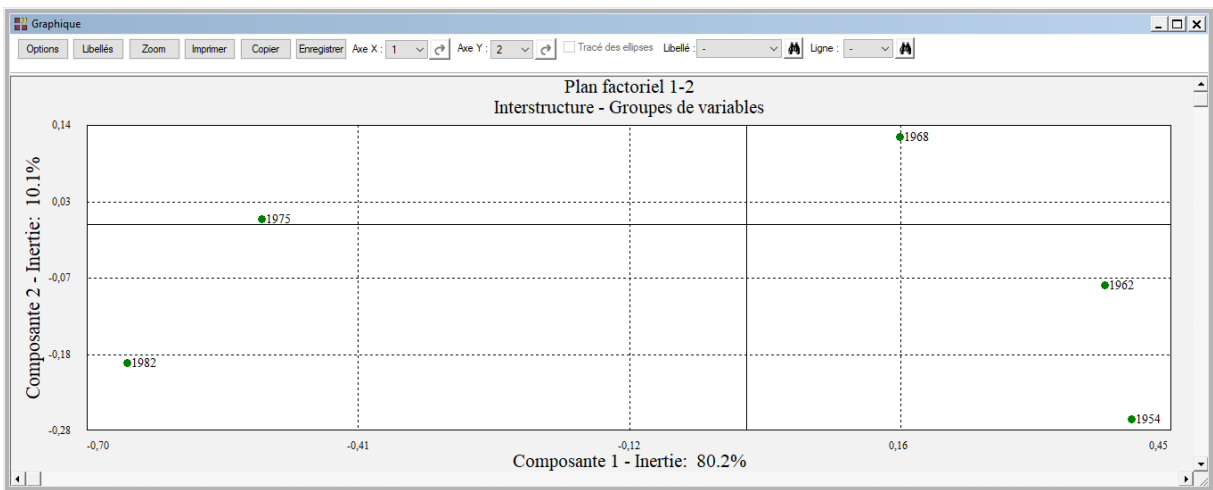 Graphique
Options Libellés Zoom Imprimer Copier Enregistrer Axe X : 1 Axe Y : 2 Tracé des ellipses Libellé : - Ligne : -
Plan factoriel 1-2
Interstructure - Groupes de variables
0,14
1968
0,03
1975
-0,07
1962
-0,18
1982
1954
-0,28
-0,70 -0,41 -0,12 0,16 0,45
Composante 1 - Inertie: 80.2%
Composante 2 - Inertie: 10.1%